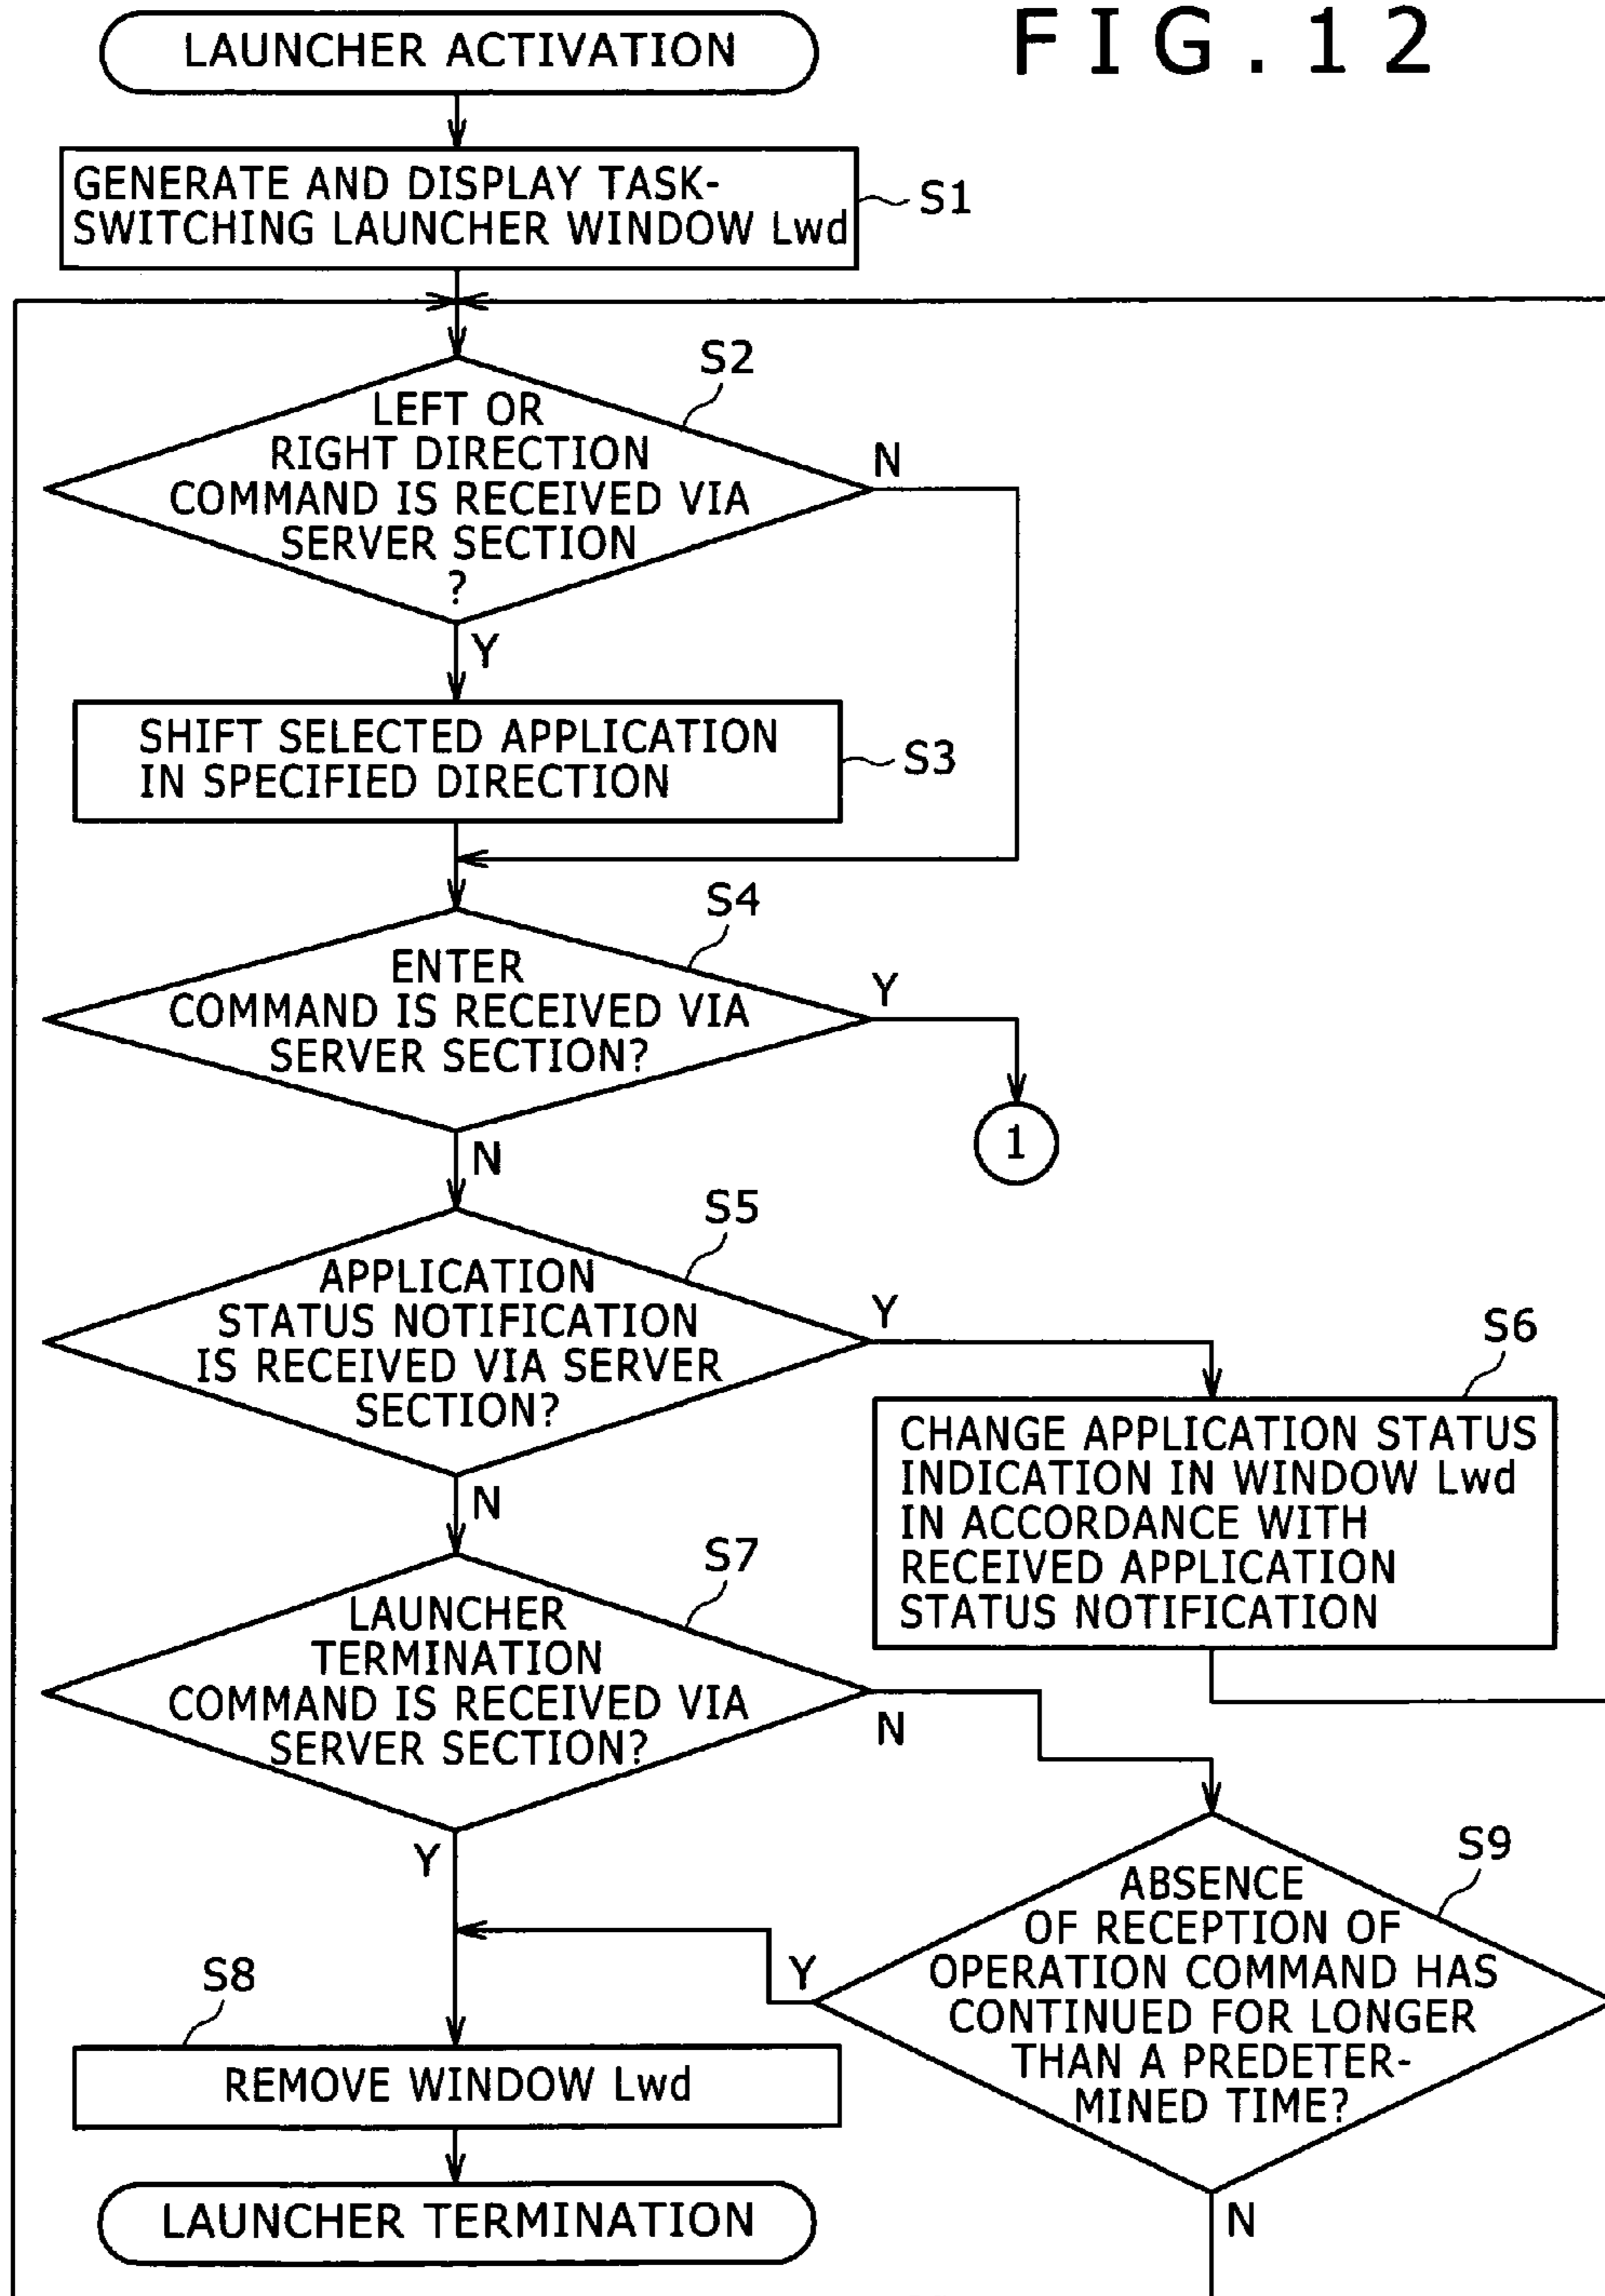 FIG.12
LAUNCHER ACTIVATION
GENERATE AND DISPLAY TASK-
SWITCHING LAUNCHER WINDOW Lwd
S1
S2
LEFT OR
RIGHT DIRECTION
COMMAND IS RECEIVED VIA
SERVER SECTION
?
N
Y
SHIFT SELECTED APPLICATION
IN SPECIFIED DIRECTION
S3
S4
ENTER
COMMAND IS RECEIVED VIA
SERVER SECTION?
Y
1
N
S5
APPLICATION
STATUS NOTIFICATION
IS RECEIVED VIA SERVER
SECTION?
Y
S6
CHANGE APPLICATION STATUS
INDICATION IN WINDOW Lwd
IN ACCORDANCE WITH
RECEIVED APPLICATION
STATUS NOTIFICATION
N
S7
LAUNCHER
TERMINATION
COMMAND IS RECEIVED VIA
SERVER SECTION?
N
Y
S9
ABSENCE
OF RECEPTION OF
OPERATION COMMAND HAS
CONTINUED FOR LONGER
THAN A PREDETER-
MINED TIME?
Y
S8
REMOVE WINDOW Lwd
LAUNCHER TERMINATION
N